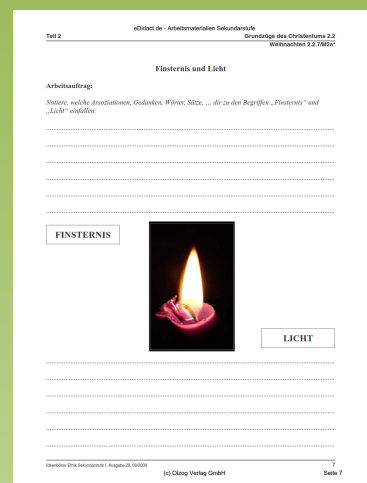 eDidact.de - Arbeitsmaterialien Sekundarstufe
Teil 2 Grundzüge des Christentums 2.2
Weihnachten 2.2.7/M2a*
Finsternis und Licht
Arbeitsauftrag:
Notiere, welche Assoziationen, Gedanken, Wörter, Sätze, … dir zu den Begriffen „Finsternis“ und
„Licht“ einfallen:
FINSTERNIS
LICHT
Ideenbörse Ethik Sekundarstufe I, Ausgabe 29, 09/2009 7
(c) Olzog Verlag GmbH Seite 7